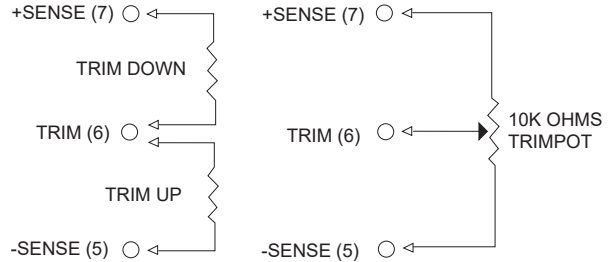 +SENSE (7)
TRIM DOWN
TRIM (6)
TRIM UP
-SENSE (5)
+SENSE (7)
TRIM (6)
10K OHMS
TRIMPOT
-SENSE (5)